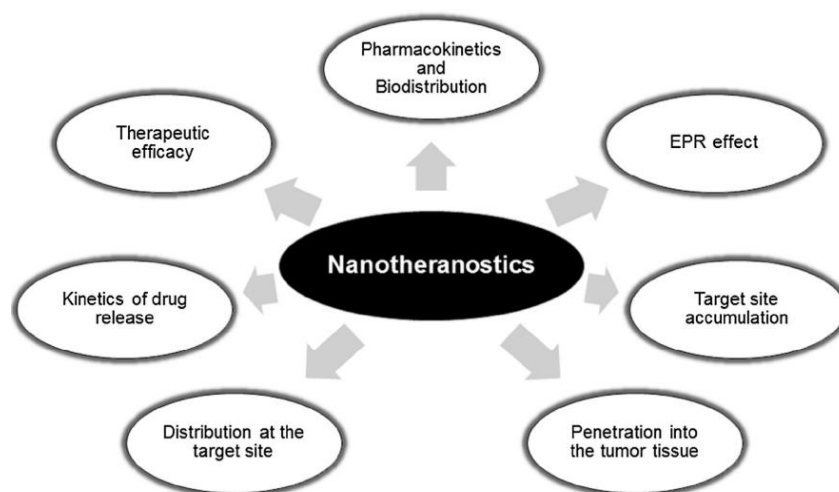 Pharmacokinetics
and
Biodistribution
Therapeutic
efficacy
EPR effect
Nanotheranostics
Kinetics of drug
release
Target site
accumulation
Distribution at the
target site
Penetration into
the tumor tissue